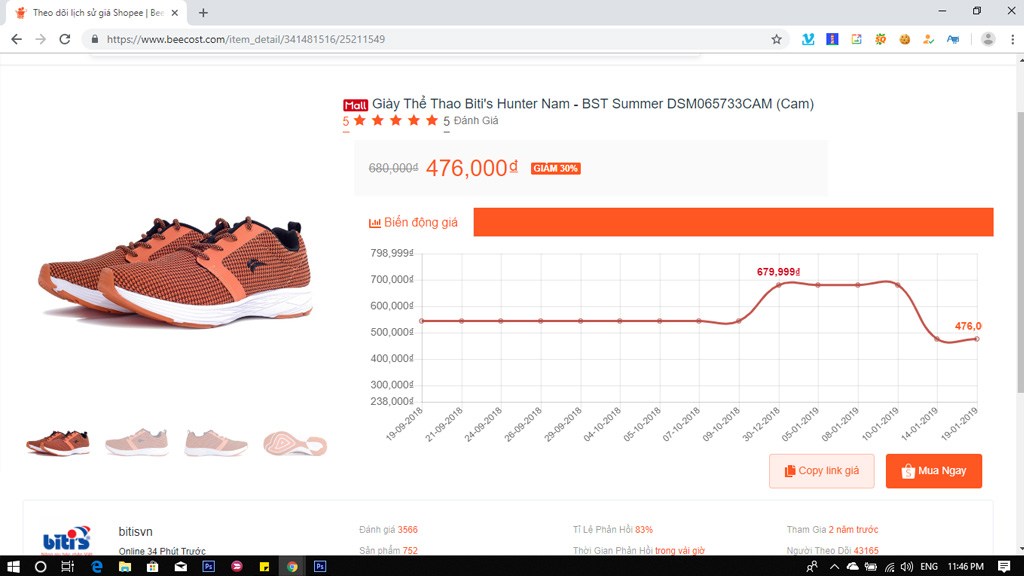 Theo dõi lịch sử giá Shopee | Bee
https://www.beecost.com/item_detail/341481516/25211549
Mall Giày Thể Thao Biti's Hunter Nam - BST Summer DSM065733CAM (Cam)
5 5 Đánh Giá
680,000₫ 476,000₫ GIẢM 30%
Biến động giá
798,999₫
700,000₫
600,000₫
500,000₫
400,000₫
300,000₫
238,000₫
679,999₫
476,0
19-09-2018
21-09-2018
24-09-2018
26-09-2018
29-09-2018
04-10-2018
05-10-2018
07-10-2018
09-10-2018
30-12-2018
05-01-2019
08-01-2019
10-01-2019
14-01-2019
19-01-2019
Copy link giá
Mua Ngay
biti's
bitisvn
Online 34 Phút Trước
Đánh giá 3566
Sản phẩm 752
Tỉ Lệ Phản Hồi 83%
Thời Gian Phản Hồi trong vài giờ
Tham Gia 2 năm trước
Người Theo Dõi 43165
ENG 11:46 PM